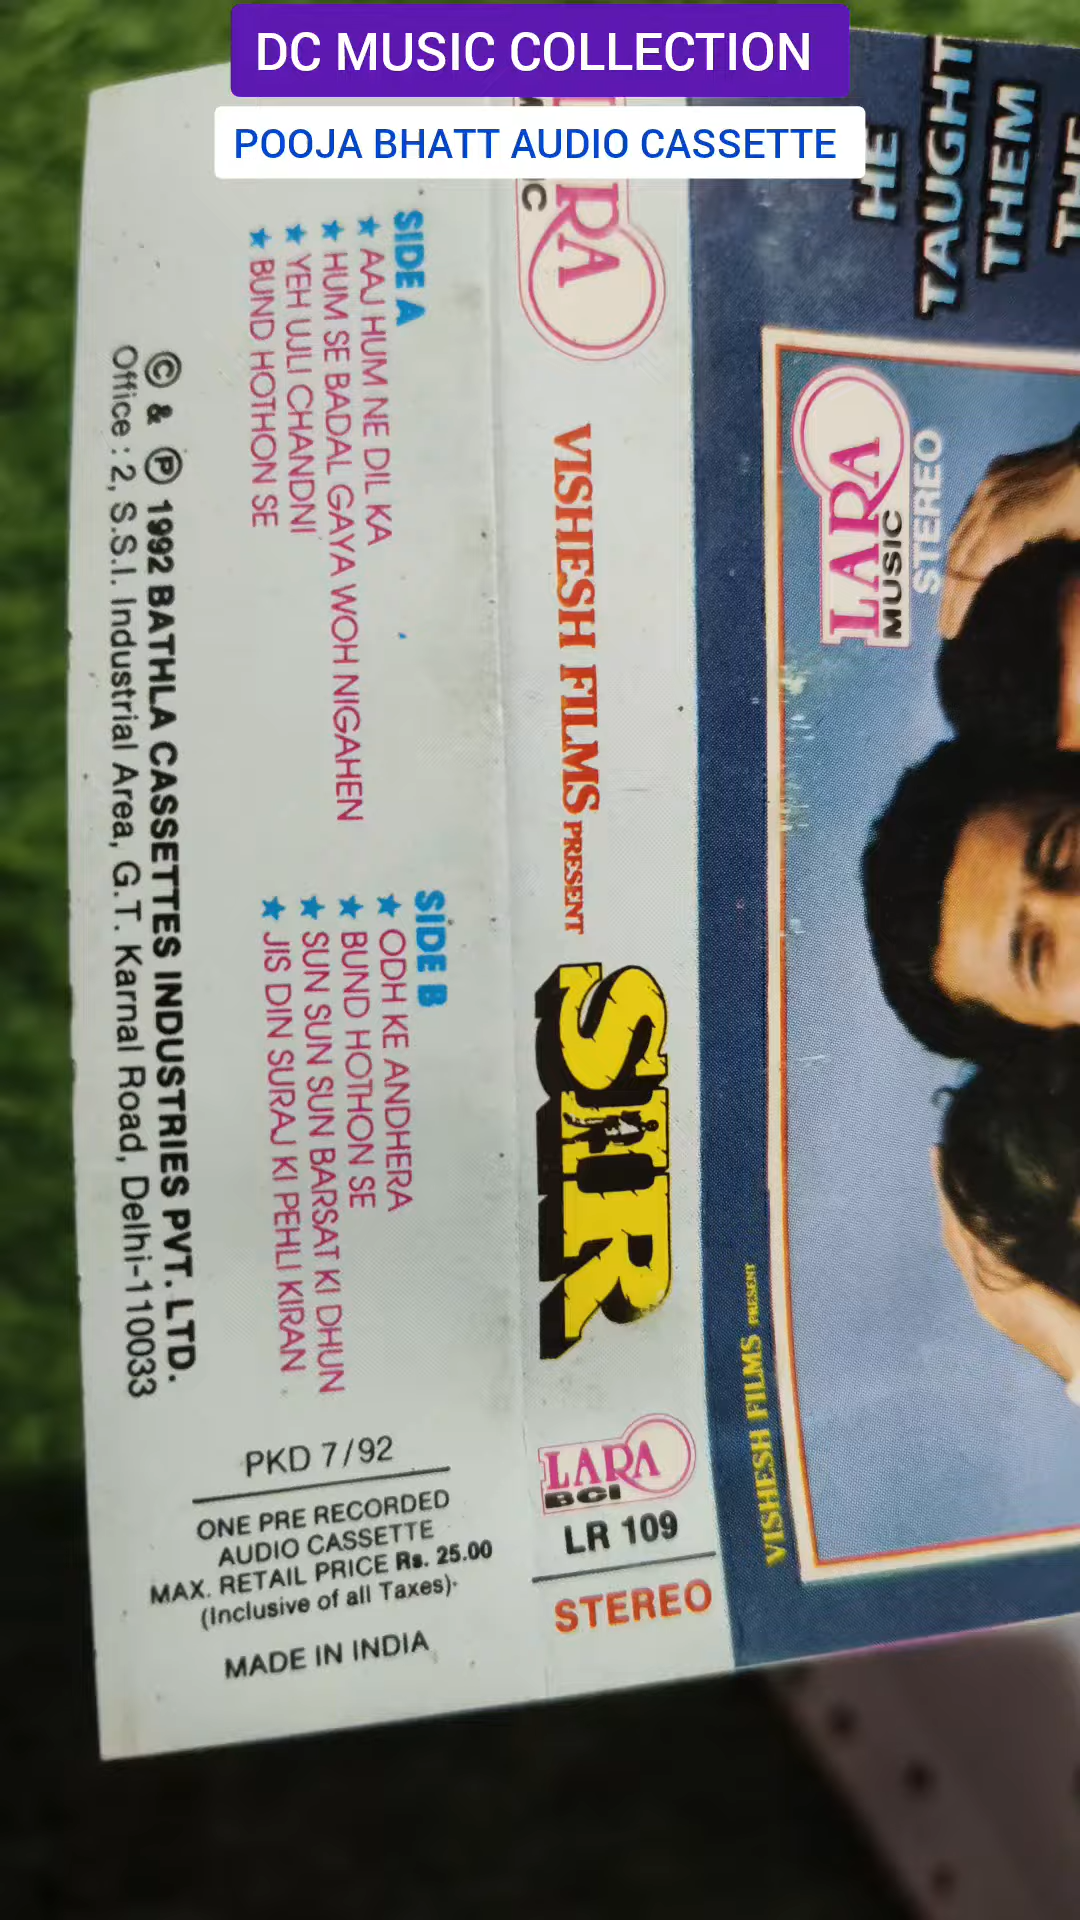 DC MUSIC COLLECTION
POOJA BHATT AUDIO CASSETTE
SIDE A
★ AAJ HUM NE DIL KA
★ HUM SE BADAL GAYA WOH NIGAHEN
★ YEH UJLI CHANDNI
★ BUND HOTHON SE
SIDE B
★ ODH KE ANDHERA
★ BUND HOTHON SE
★ SUN SUN SUN BARSAT KI DHUN
★ JIS DIN SURAJ KI PEHLI KIRAN
© & ℗ 1992 BATHLA CASSETTES INDUSTRIES PVT. LTD.
Office : 2, S.S.I. Industrial Area, G.T. Karnal Road, Delhi-110033
PKD 7/92
ONE PRE RECORDED
AUDIO CASSETTE
MAX. RETAIL PRICE Rs. 25.00
(Inclusive of all Taxes).
MADE IN INDIA
VISHESH FILMS PRESENT
SIR
LARA
BCI
LR 109
STEREO
HE
TAUGHT
THEM
THE
LARA
MUSIC
STEREO
VISHESH FILMS PRESENT